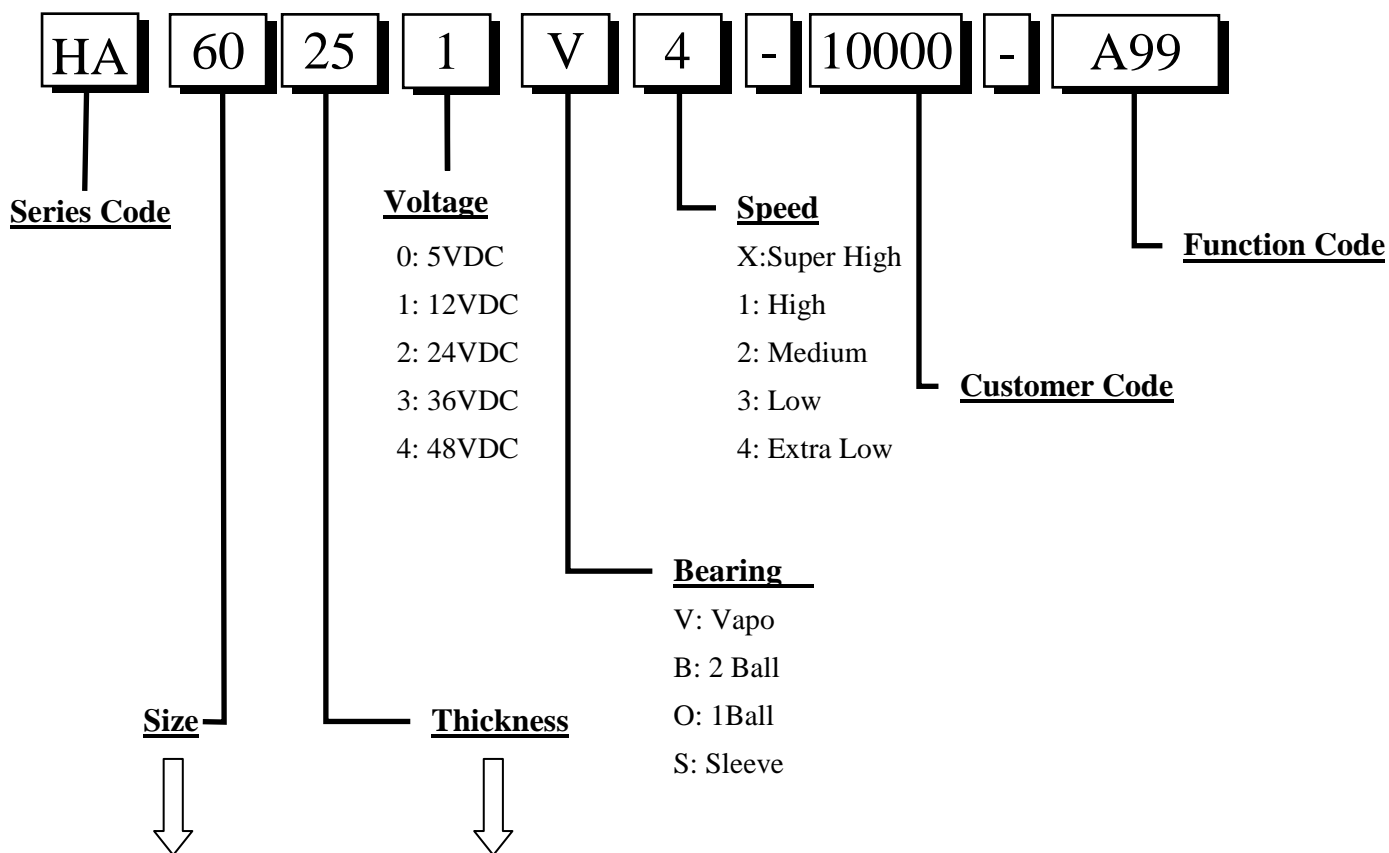 HA 60 25 1 V 4 - 10000 - A99
Series Code
Voltage
0: 5VDC
1: 12VDC
2: 24VDC
3: 36VDC
4: 48VDC
Speed
X:Super High
1: High
2: Medium
3: Low
4: Extra Low
Function Code
Customer Code
Bearing
V: Vapo
B: 2 Ball
O: 1Ball
S: Sleeve
Size
Thickness